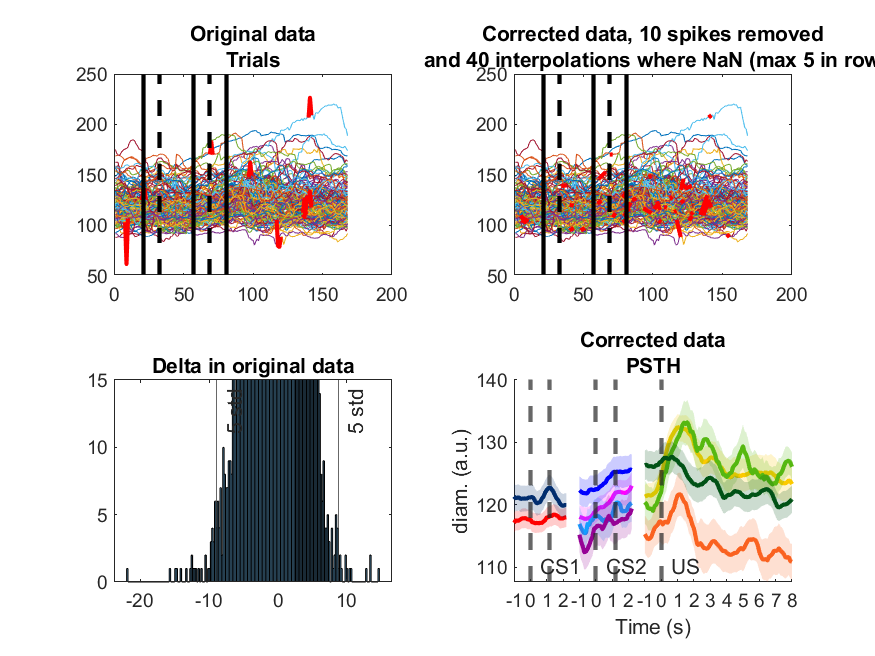 Original data
Trials
250
200
150
100
50
0
50
100
150
200
Corrected data, 10 spikes removed
and 40 interpolations where NaN (max 5 in row
250
200
150
100
50
0
50
100
150
200
Delta in original data
15
10
5
0
-20
-10
0
10
5 std
5 std
Corrected data
PSTH
140
130
120
110
diam. (a.u.)
CS1
CS2
US
-1 0 1 2 -1 0 1 2 -1 0 1 2 3 4 5 6 7 8
Time (s)